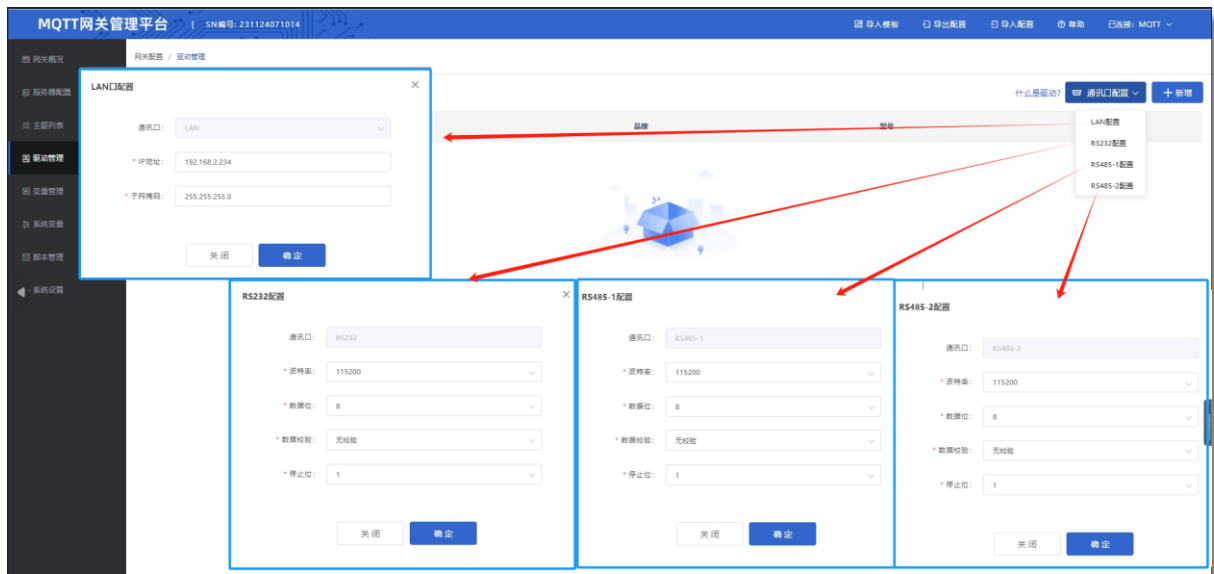 MQTT网关管理平台 | SN编号: 231124071014 导入模板 导出配置 导入配置 帮助 已连接: MQTT
网关概况
服务器配置
主题列表
驱动管理
变量管理
系统变量
脚本管理
系统设置
网关配置 / 驱动管理
什么是驱动? 通讯口配置 新增
品牌 型号
LAN配置
RS232配置
RS485-1配置
RS485-2配置
LAN口配置
通讯口: LAN
* IP地址: 192.168.2.234
* 子网掩码: 255.255.255.0
关闭 确定
RS232配置
通讯口: RS232
* 波特率: 115200
* 数据位: 8
* 数据校验: 无校验
* 停止位: 1
关闭 确定
RS485-1配置
通讯口: RS485-1
* 波特率: 115200
* 数据位: 8
* 数据校验: 无校验
* 停止位: 1
关闭 确定
RS485-2配置
通讯口: RS485-2
* 波特率: 115200
* 数据位: 8
* 数据校验: 无校验
* 停止位: 1
关闭 确定